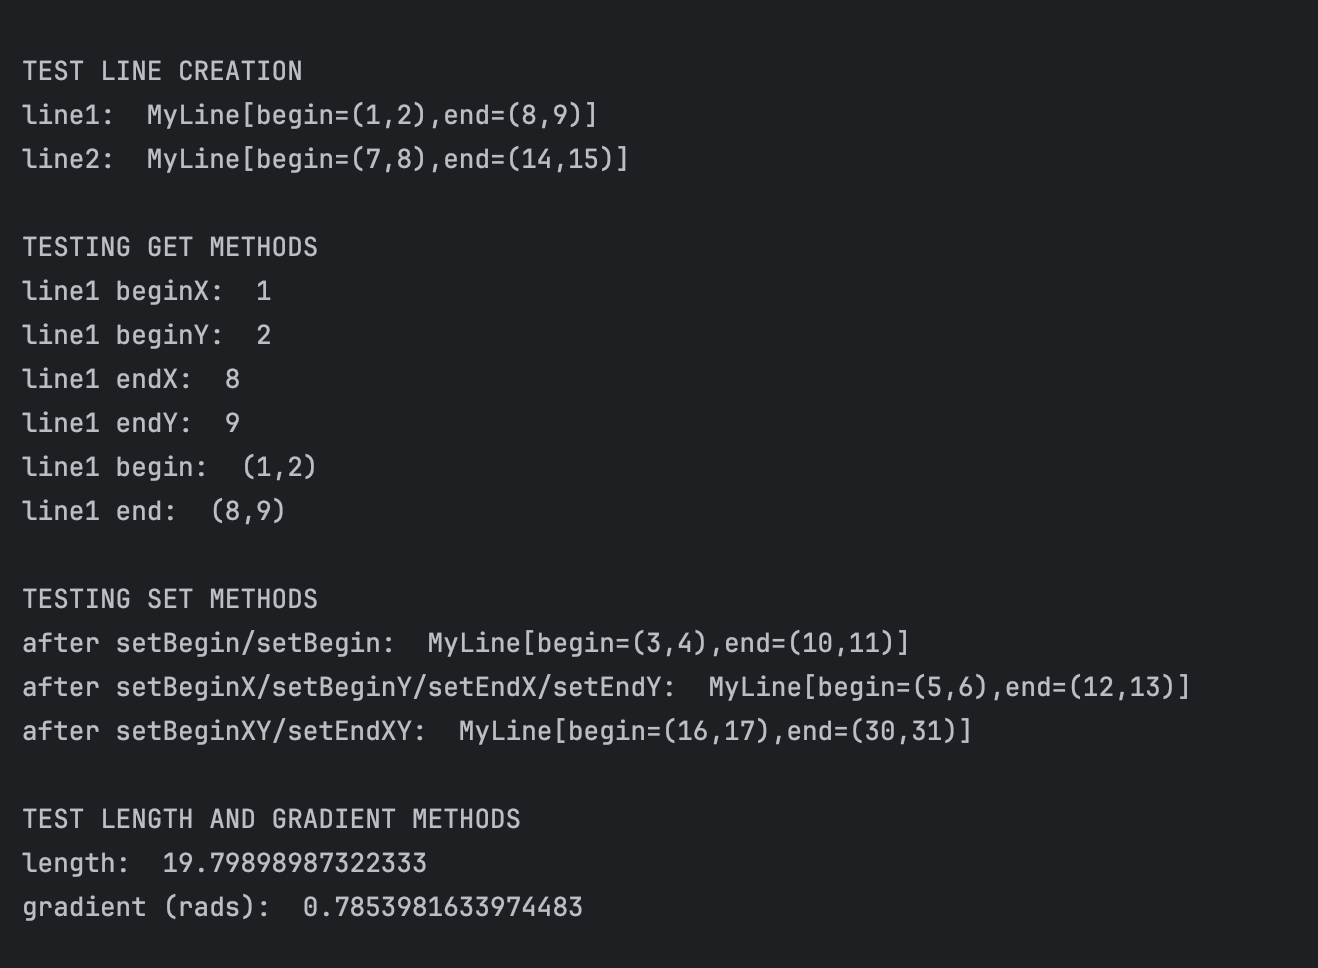 TEST LINE CREATION
line1:  MyLine[begin=(1,2),end=(8,9)]
line2:  MyLine[begin=(7,8),end=(14,15)]

TESTING GET METHODS
line1 beginX:  1
line1 beginY:  2
line1 endX:  8
line1 endY:  9
line1 begin:  (1,2)
line1 end:  (8,9)

TESTING SET METHODS
after setBegin/setBegin:  MyLine[begin=(3,4),end=(10,11)]
after setBeginX/setBeginY/setEndX/setEndY:  MyLine[begin=(5,6),end=(12,13)]
after setBeginXY/setEndXY:  MyLine[begin=(16,17),end=(30,31)]

TEST LENGTH AND GRADIENT METHODS
length:  19.79898987322333
gradient (rads):  0.7853981633974483